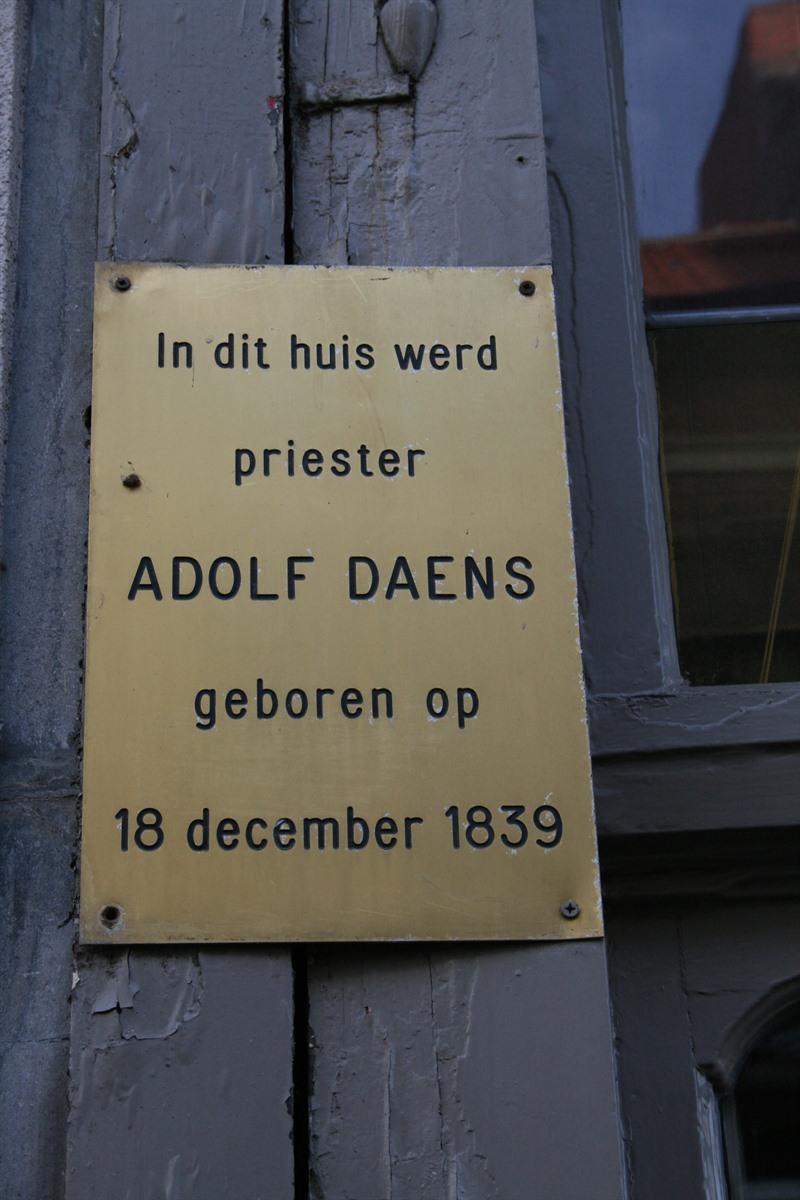 In dit huis werd
priester
ADOLF DAENS
geboren op
18 december 1839